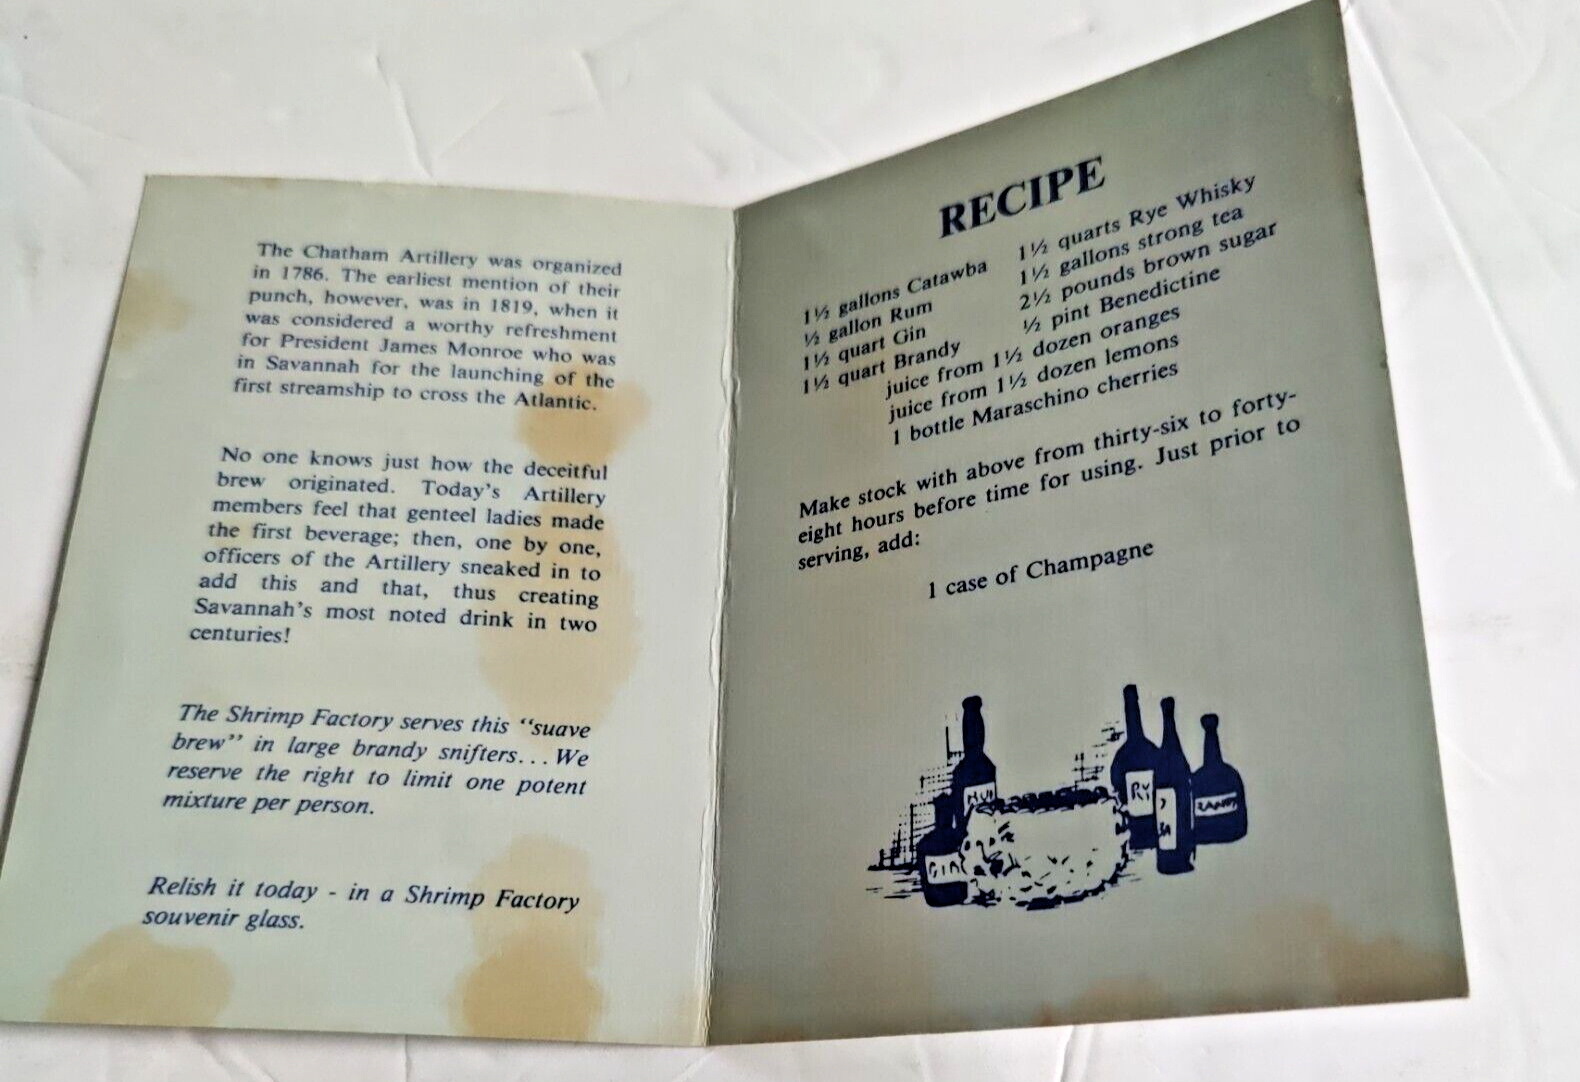 The Chatham Artillery was organized
in 1786. The earliest mention of their
punch, however, was in 1819, when it
was considered a worthy refreshment
for President James Monroe who was
in Savannah for the launching of the
first streamship to cross the Atlantic.
No one knows just how the deceitful
brew originated. Today's Artillery
members feel that genteel ladies made
the first beverage; then, one by one,
officers of the Artillery sneaked in to
add this and that, thus creating
Savannah's most noted drink in two
centuries!
The Shrimp Factory serves this "suave
brew" in large brandy snifters... We
reserve the right to limit one potent
mixture per person.
Relish it today - in a Shrimp Factory
souvenir glass.
RECIPE
1½ gallons Catawba
½ gallon Rum
1½ quart Gin
1½ quart Brandy
1½ quarts Rye Whisky
1½ gallons strong tea
2½ pounds brown sugar
½ pint Benedictine
juice from 1½ dozen oranges
juice from 1½ dozen lemons
1 bottle Maraschino cherries
Make stock with above from thirty-six to forty-
eight hours before time for using. Just prior to
serving, add:
1 case of Champagne
GIN
RY